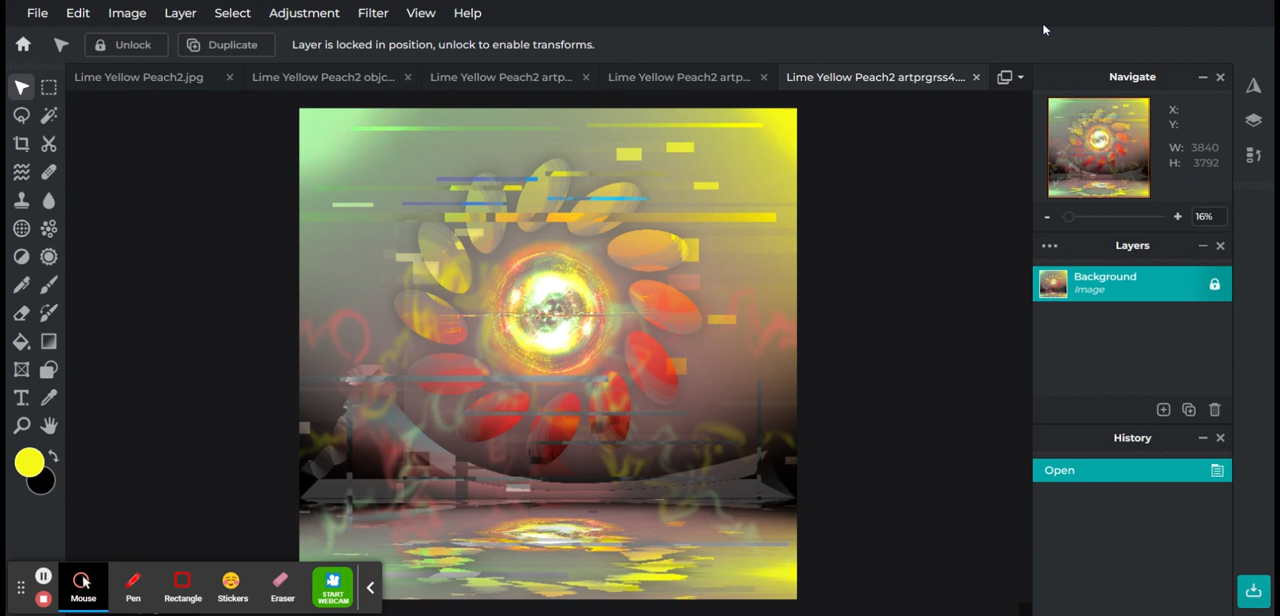 File Edit Image Layer Select Adjustment Filter View Help
Unlock Duplicate Layer is locked in position, unlock to enable transforms.
Lime Yellow Peach2.jpg Lime Yellow Peach2 objc... Lime Yellow Peach2 artp... Lime Yellow Peach2 artp... Lime Yellow Peach2 artprgrss4....
Navigate
X:
Y:
W: 3840
H: 3792
- + 16%
Layers
Background
Image
History
Open
T
Mouse Pen Rectangle Stickers Eraser START
WEBCAM